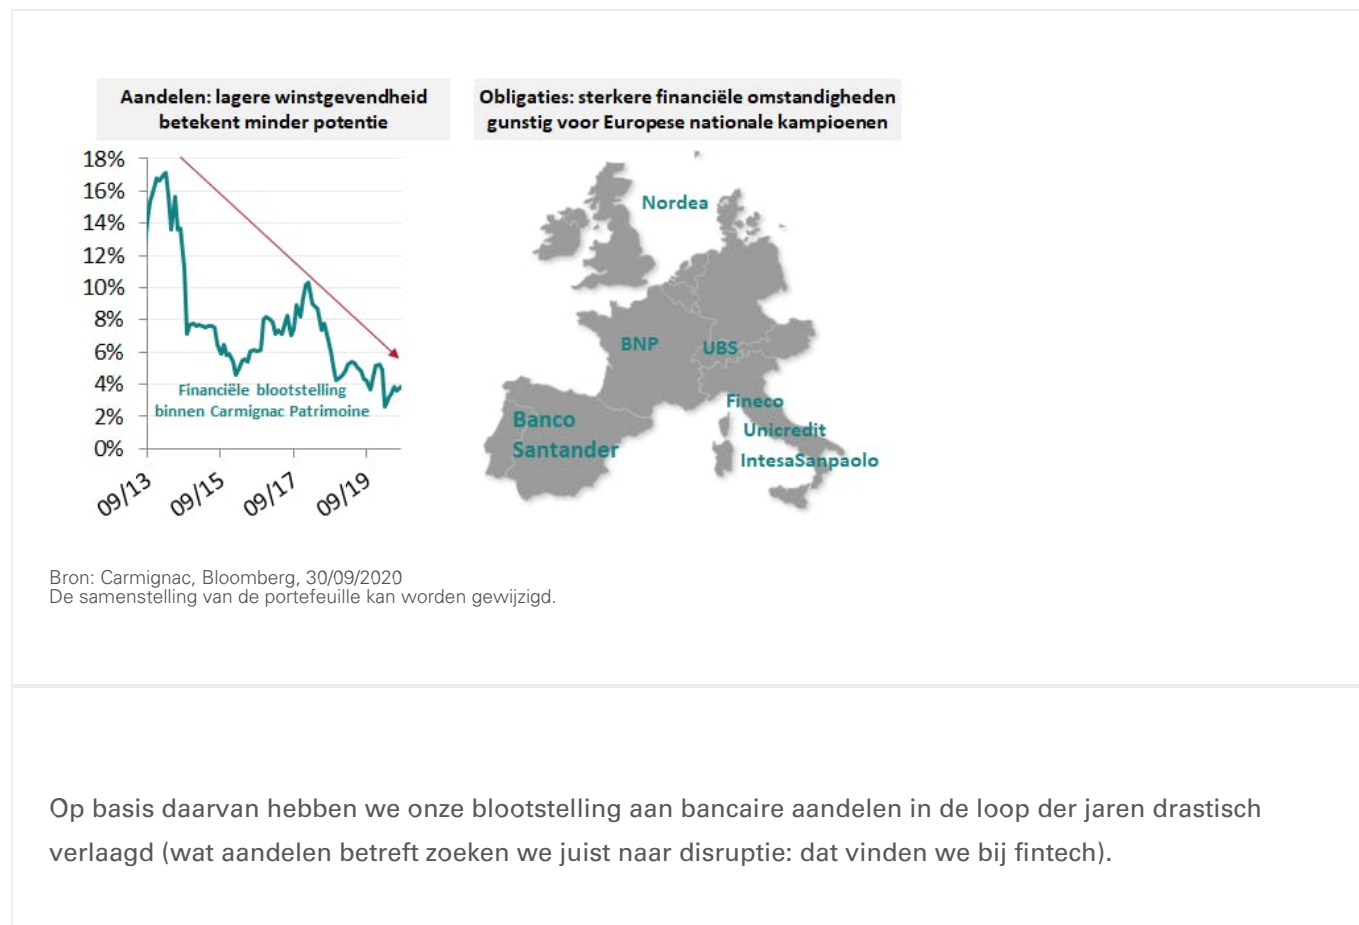 Aandelen: lagere winstgevendheid
betekent minder potentie
Obligaties: sterkere financiële omstandigheden
gunstig voor Europese nationale kampioenen
18%
16%
14%
12%
10%
8%
6%
4%
2%
0%
Financiële blootstelling
binnen Carmignac Patrimoine
09/13
09/15
09/17
09/19
Nordea
BNP
UBS
Fineco
Banco
Santander
Unicredit
IntesaSanpaolo
Bron: Carmignac, Bloomberg, 30/09/2020
De samenstelling van de portefeuille kan worden gewijzigd.
Op basis daarvan hebben we onze blootstelling aan bancaire aandelen in de loop der jaren drastisch
verlaagd (wat aandelen betreft zoeken we juist naar disruptie: dat vinden we bij fintech).